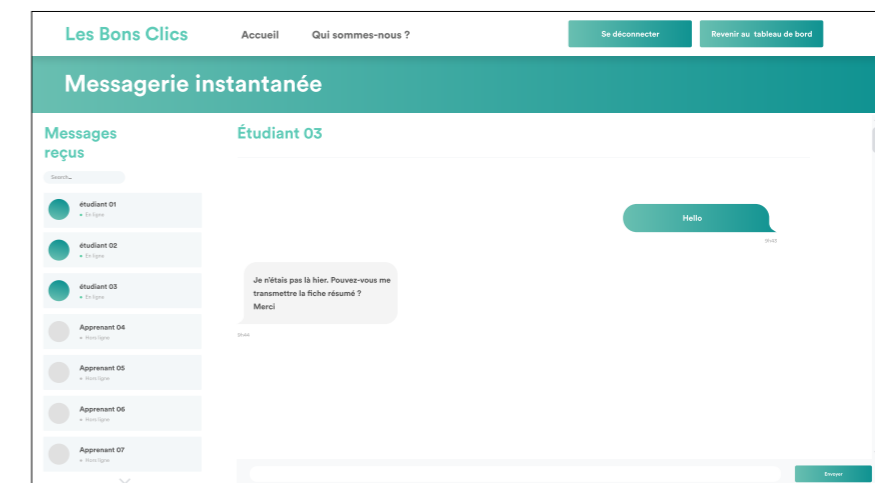 Les Bons Clics
Accueil
Qui sommes-nous ?
Se déconnecter
Revenir au tableau de bord
Messagerie instantanée
Messages
reçus
Search...
étudiant 01
En ligne
étudiant 02
En ligne
étudiant 03
En ligne
Apprenant 04
Hors ligne
Apprenant 05
Hors ligne
Apprenant 06
Hors ligne
Apprenant 07
Hors ligne
Étudiant 03
Hello
Je n'étais pas là hier. Pouvez-vous me
transmettre la fiche résumé ?
Merci
Envoyer